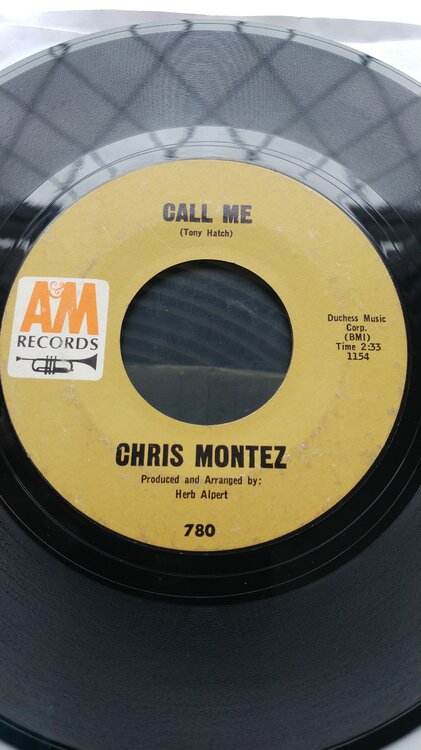 CALL ME
(Tony Hatch)
A&M
RECORDS
Duchess Music
Corp.
(BMI)
Time 2:33
1154
CHRIS MONTEZ
Produced and Arranged by:
Herb Alpert
780